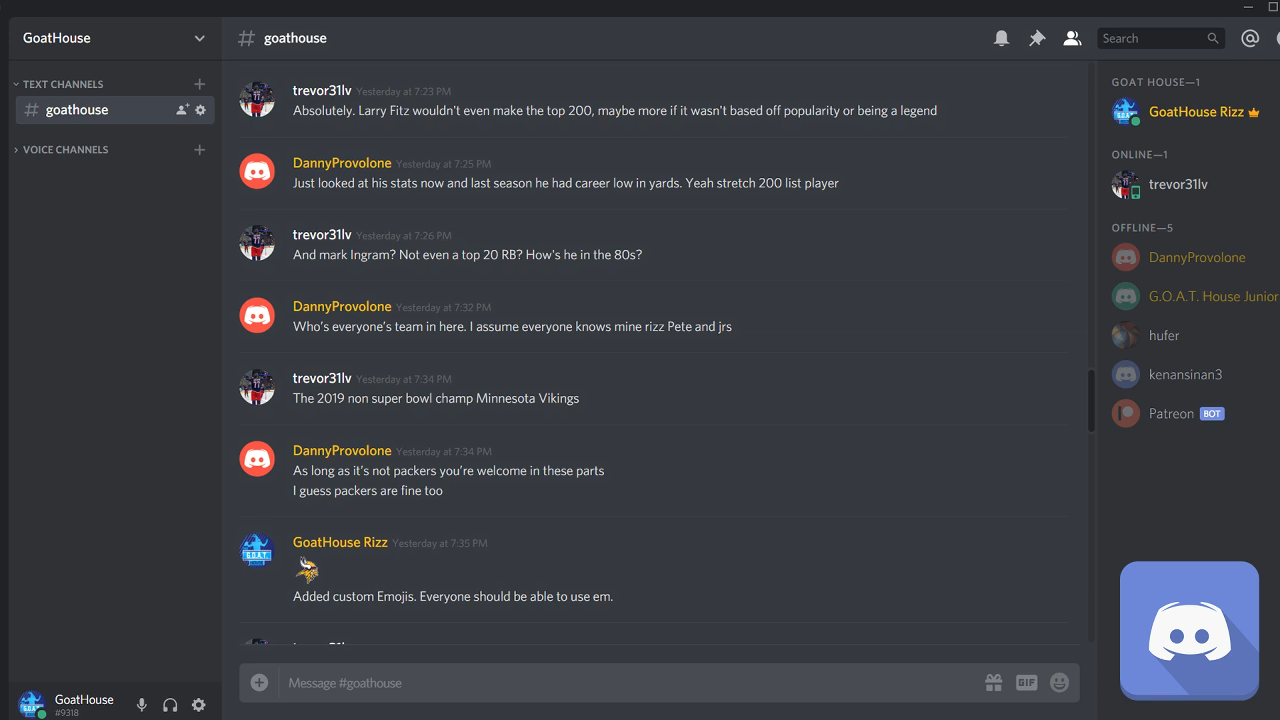 GoatHouse
# goathouse
Search
TEXT CHANNELS
# goathouse
VOICE CHANNELS
trevor31lv Yesterday at 7:23 PM
Absolutely. Larry Fitz wouldn't even make the top 200, maybe more if it wasn't based off popularity or being a legend
DannyProvolone Yesterday at 7:25 PM
Just looked at his stats now and last season he had career low in yards. Yeah stretch 200 list player
trevor31lv Yesterday at 7:26 PM
And mark Ingram? Not even a top 20 RB? How's he in the 80s?
DannyProvolone Yesterday at 7:32 PM
Who's everyone's team in here. I assume everyone knows mine rizz Pete and jrs
trevor31lv Yesterday at 7:34 PM
The 2019 non super bowl champ Minnesota Vikings
DannyProvolone Yesterday at 7:34 PM
As long as it's not packers you're welcome in these parts
I guess packers are fine too
GoatHouse Rizz Yesterday at 7:35 PM
Added custom Emojis. Everyone should be able to use em.
Message #goathouse
GIF
GOAT HOUSE—1
GoatHouse Rizz
ONLINE—1
trevor31lv
OFFLINE—5
DannyProvolone
G.O.A.T. House Junior
hufer
kenansinan3
Patreon BOT
GoatHouse
#9318